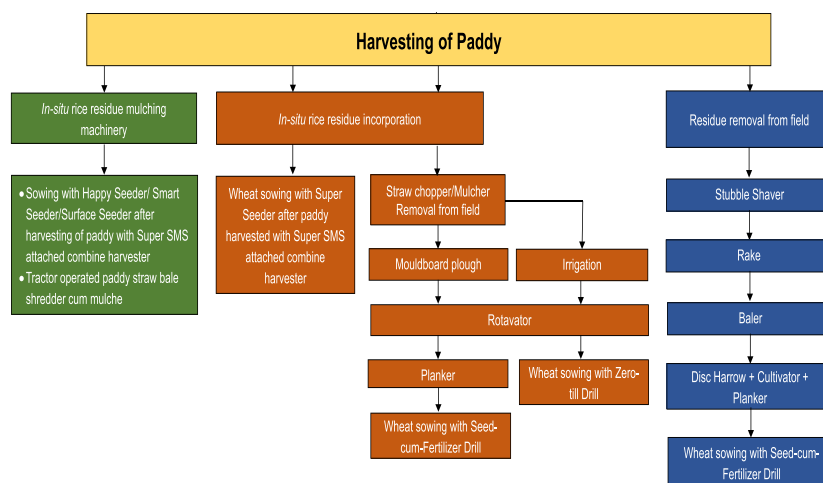 Harvesting of Paddy
In-situ rice residue mulching
machinery
• Sowing with Happy Seeder/ Smart
Seeder/Surface Seeder after
harvesting of paddy with Super SMS
attached combine harvester
• Tractor operated paddy straw bale
shredder cum mulche
In-situ rice residue incorporation
Wheat sowing with Super
Seeder after paddy
harvested with Super SMS
attached combine
harvester
Straw chopper/Mulcher
Removal from field
Mouldboard plough
Irrigation
Rotavator
Planker
Wheat sowing with Zero-
till Drill
Wheat sowing with Seed-
cum-Fertilizer Drill
Residue removal from field
Stubble Shaver
Rake
Baler
Disc Harrow + Cultivator +
Planker
Wheat sowing with Seed-cum-
Fertilizer Drill